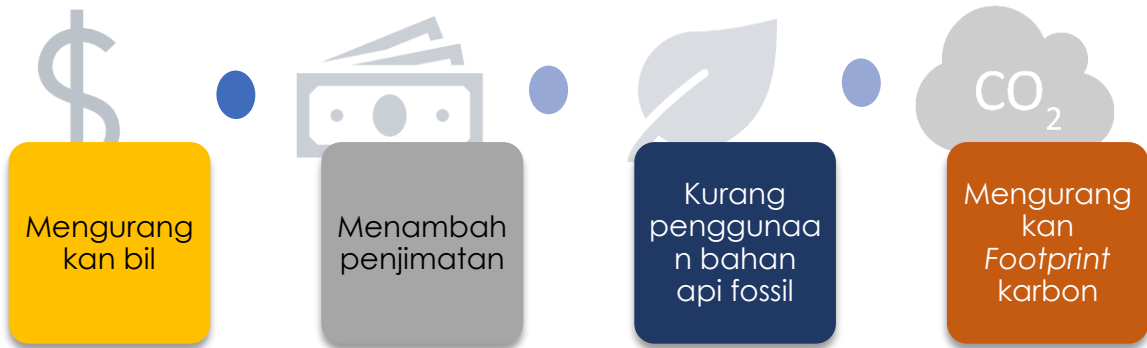 CO2
Mengurang
kan bil
Menambah
penjimatan
Kurang
penggunaa
n bahan
api fossil
Mengurang
kan
Footprint
karbon